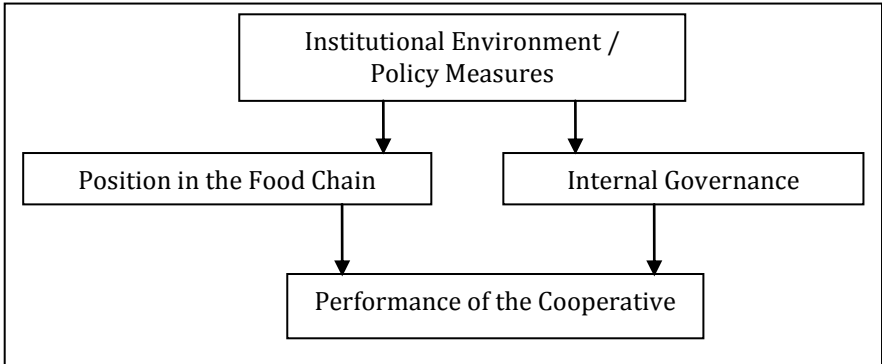 Institutional Environment /
Policy Measures
Position in the Food Chain
Internal Governance
Performance of the Cooperative